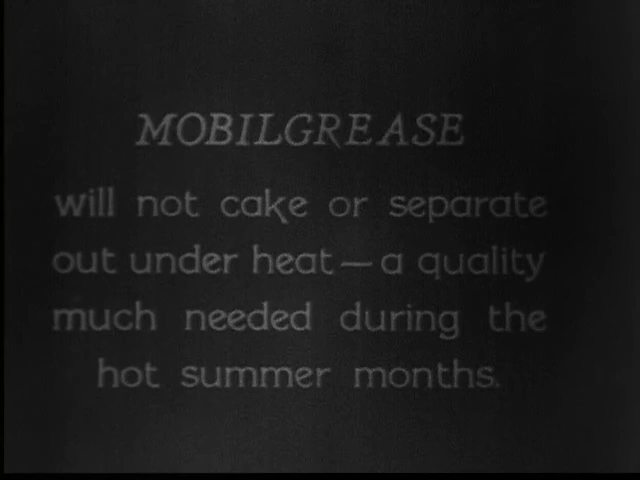 MOBILGREASE
will not cake or separate
out under heat—a quality
much needed during the
hot summer months.